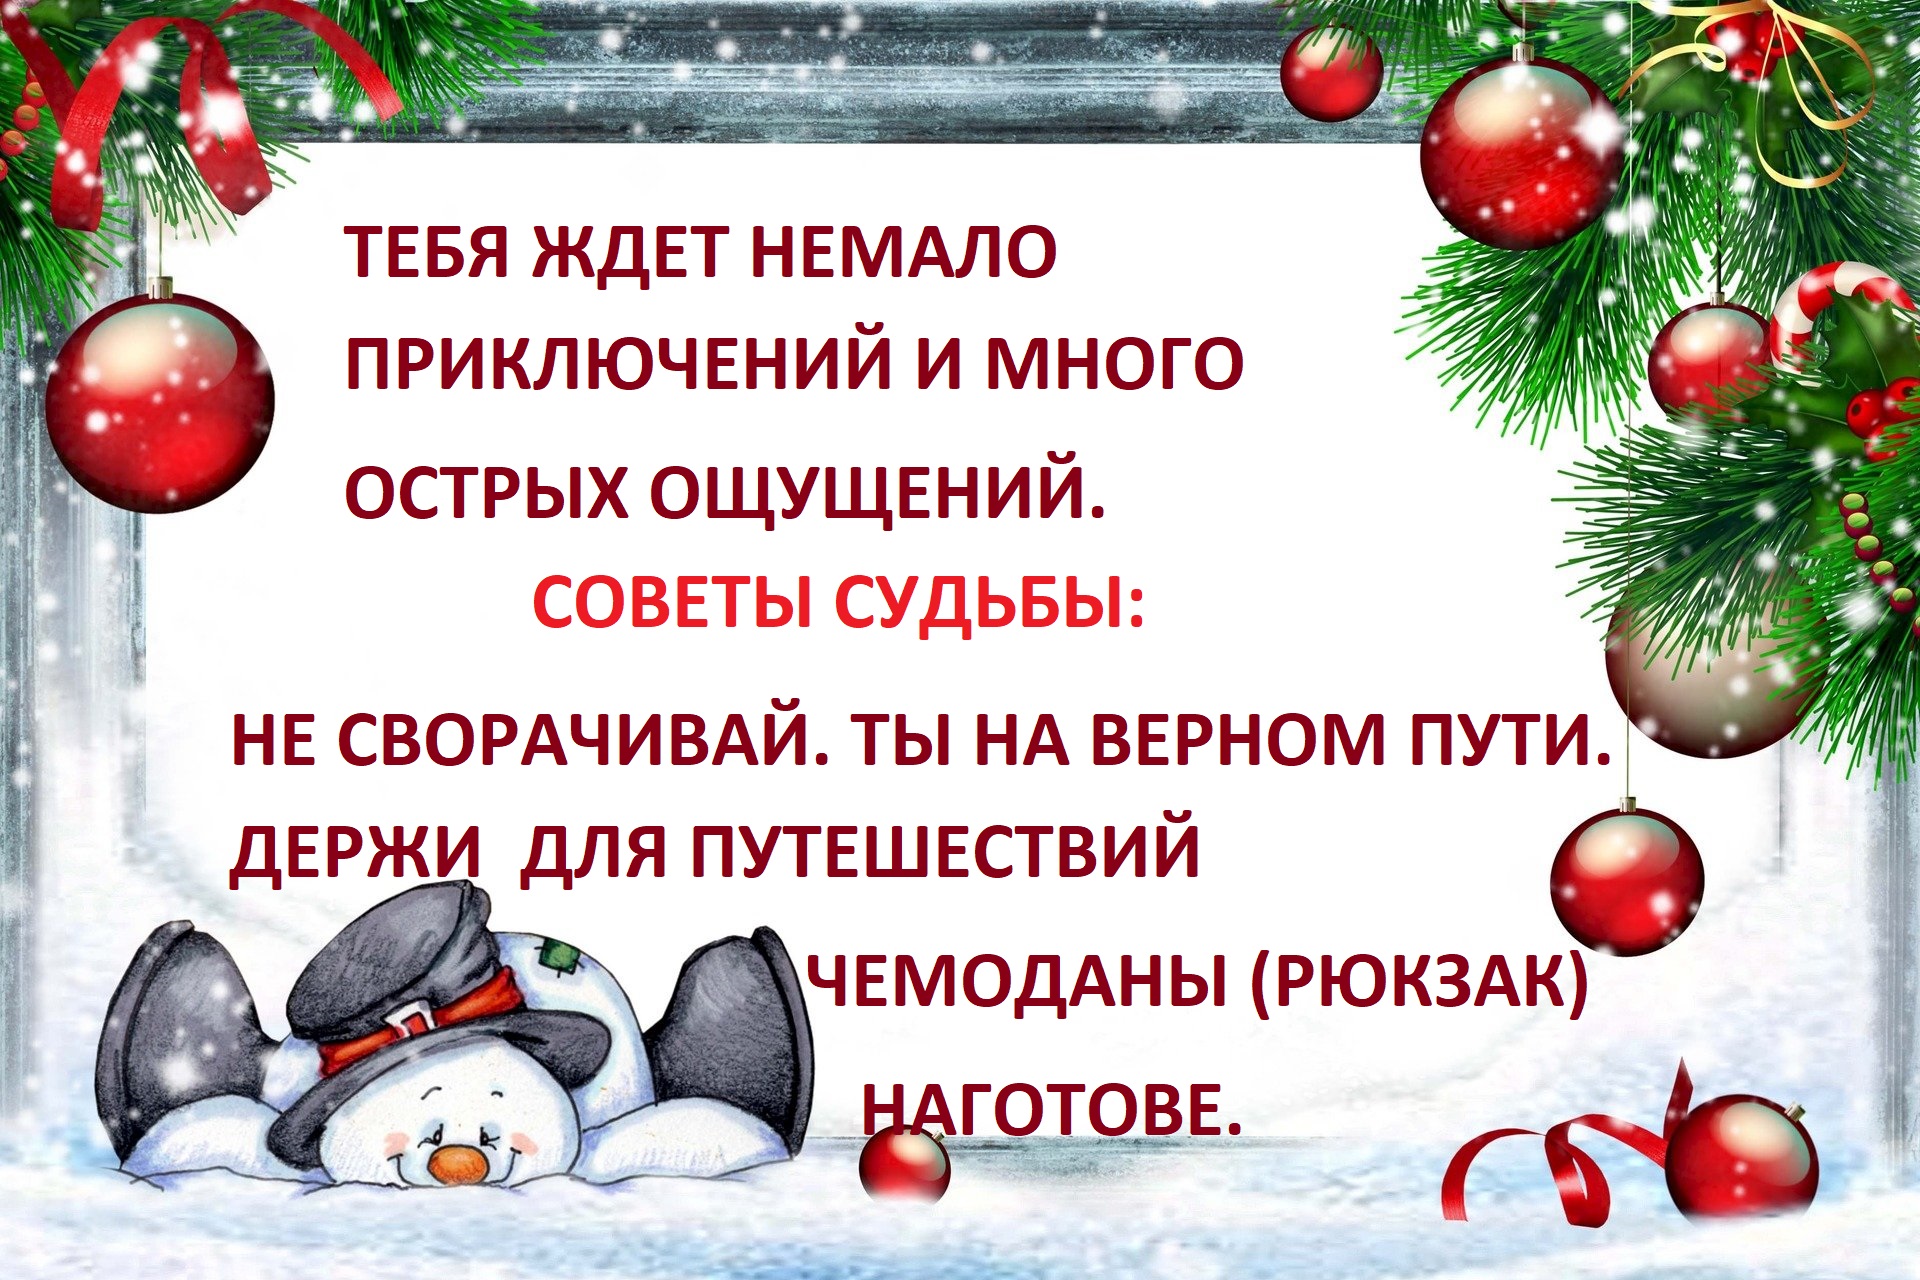 ТЕБЯ ЖДЕТ НЕМАЛО
ПРИКЛЮЧЕНИЙ И МНОГО
ОСТРЫХ ОЩУЩЕНИЙ.
СОВЕТЫ СУДЬБЫ:
НЕ СВОРАЧИВАЙ. ТЫ НА ВЕРНОМ ПУТИ.
ДЕРЖИ  ДЛЯ ПУТЕШЕСТВИЙ
ЧЕМОДАНЫ (РЮКЗАК)
НАГОТОВЕ.